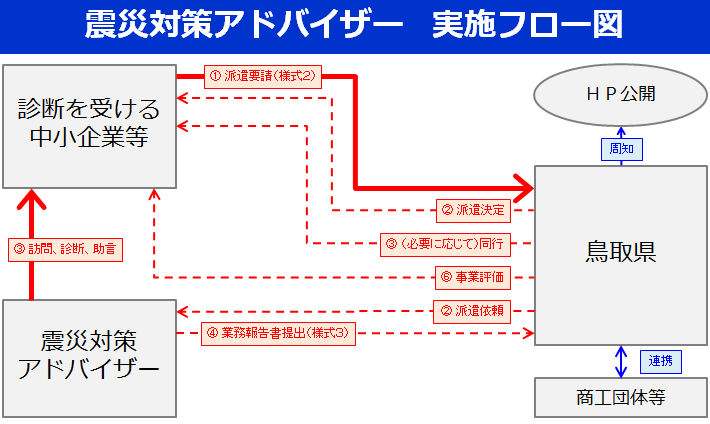 震災対策アドバイザー　実施フロー図
① 派遣要請(様式2)
診断を受ける
中小企業等
ＨＰ公開
周知
② 派遣決定
③ (必要に応じて)同行
③ 訪問、診断、助言
鳥取県
⑥ 事業評価
② 派遣依頼
④ 業務報告書提出(様式3)
震災対策
アドバイザー
連携
商工団体等